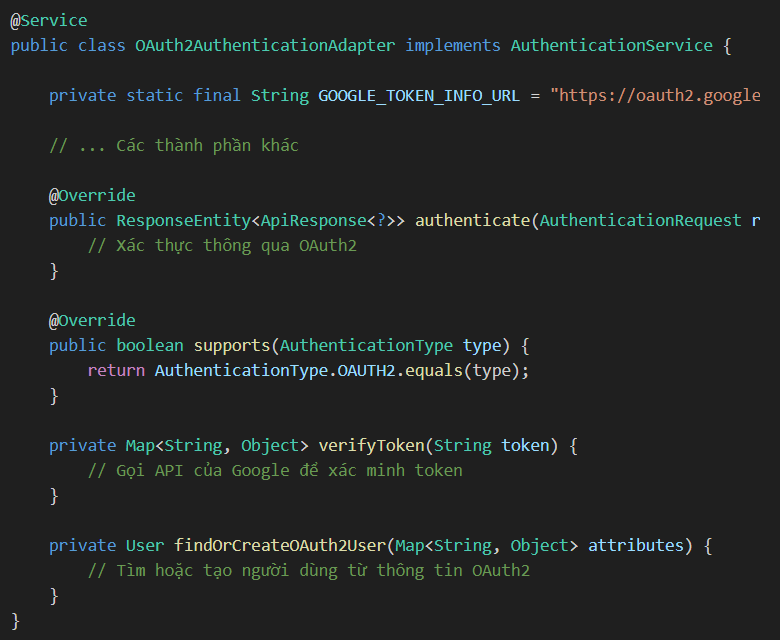 @Service
public class OAuth2AuthenticationAdapter implements AuthenticationService {
private static final String GOOGLE_TOKEN_INFO_URL = "https://oauth2.google
// ... Các thành phần khác
@Override
public ResponseEntity<ApiResponse<?>> authenticate(AuthenticationRequest r
// Xác thực thông qua OAuth2
}
@Override
public boolean supports(AuthenticationType type) {
return AuthenticationType.OAUTH2.equals(type);
}
private Map<String, Object> verifyToken(String token) {
// Gọi API của Google để xác minh token
}
private User findOrCreateOAuth2User(Map<String, Object> attributes) {
// Tìm hoặc tạo người dùng từ thông tin OAuth2
}
}